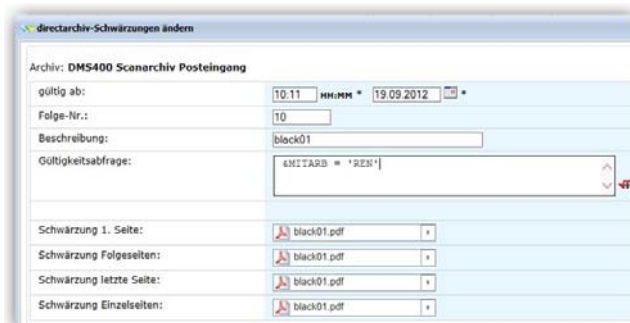 directarchiv-Schwärzungen ändern
Archiv: DMS400 Scanarchiv Posteingang
gültig ab: 10:11 HH:MM * 19.09.2012 *
Folge-Nr.: 10
Beschreibung: black01
Gültigkeitsabfrage: &MITARB = 'REN'
Schwärzung 1. Seite: black01.pdf
Schwärzung Folgeseiten: black01.pdf
Schwärzung letzte Seite: black01.pdf
Schwärzung Einzelseiten: black01.pdf